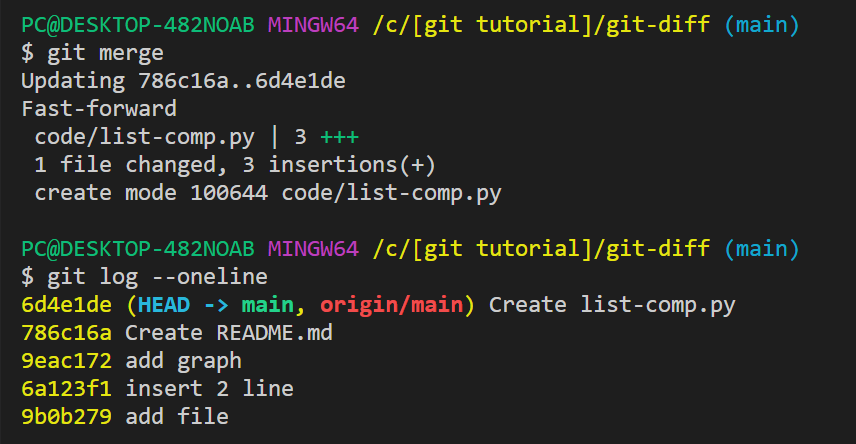 PC@DESKTOP-482NOAB MINGW64 /c/[git tutorial]/git-diff (main)
$ git merge
Updating 786c16a..6d4e1de
Fast-forward
 code/list-comp.py | 3 +++
 1 file changed, 3 insertions(+)
 create mode 100644 code/list-comp.py

PC@DESKTOP-482NOAB MINGW64 /c/[git tutorial]/git-diff (main)
$ git log --oneline
6d4e1de (HEAD -> main, origin/main) Create list-comp.py
786c16a Create README.md
9eac172 add graph
6a123f1 insert 2 line
9b0b279 add file